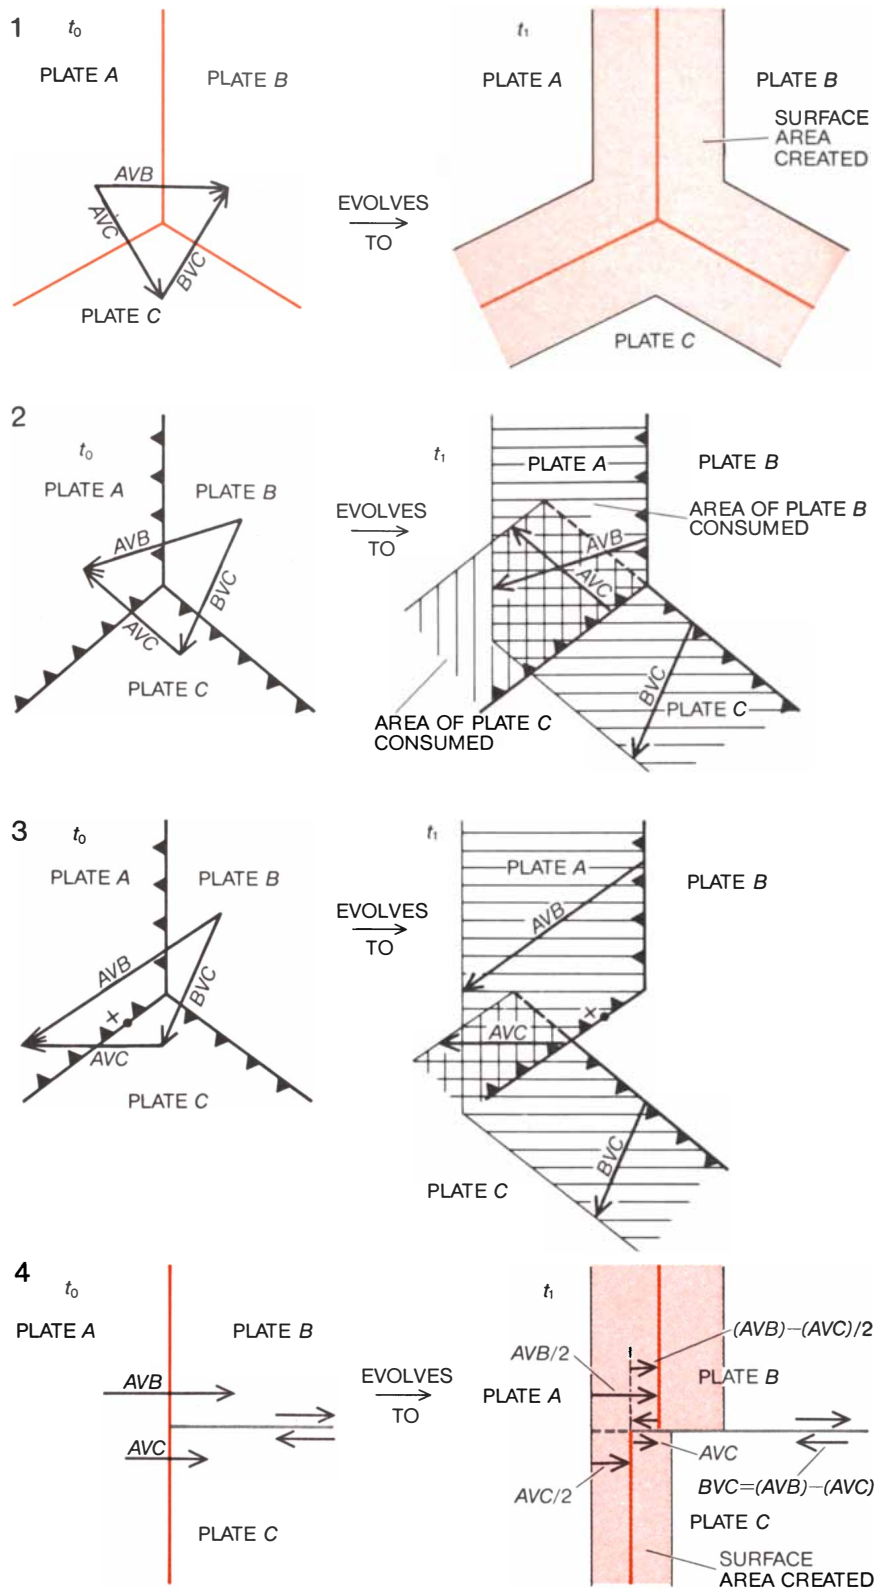 1
t₀
t₁
PLATE A
PLATE B
PLATE A
PLATE B
SURFACE
AREA
CREATED
AVB
AVC
BVC
EVOLVES
TO
PLATE C
PLATE C
2
t₀
t₁
PLATE A
PLATE B
PLATE A
PLATE B
EVOLVES
TO
AREA OF PLATE B
CONSUMED
AVB
AVB
BVC
AVC
AVC
PLATE C
BVC
PLATE C
AREA OF PLATE C
CONSUMED
3
t₀
t₁
PLATE A
PLATE B
PLATE A
PLATE B
EVOLVES
TO
AVB
AVB
BVC
X
X
AVC
AVC
PLATE C
BVC
PLATE C
4
t₀
t₁
PLATE A
PLATE B
(AVB)–(AVC)/2
AVB/2
PLATE B
EVOLVES
TO
PLATE A
AVB
AVC
AVC
AVC/2
BVC=(AVB)–(AVC)
PLATE C
PLATE C
SURFACE
AREA CREATED